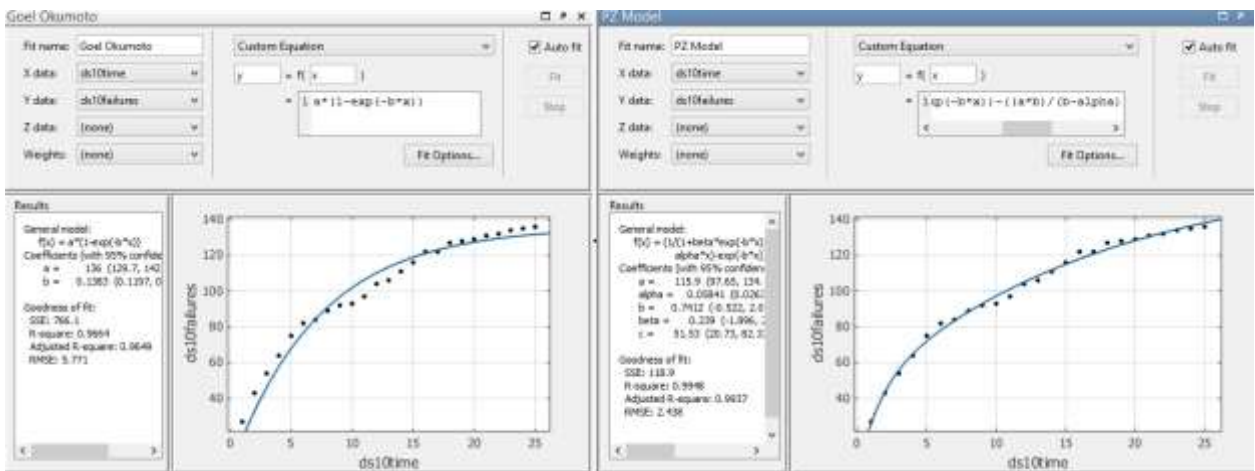 Goel Okumoto
Fit name: Goel Okumoto
X data: ds10time
Y data: ds10failures
Z data: (none)
Weights: (none)
Custom Equation
y = f( x )
= 1 a*(1-exp(-b*x))
Fit Options...
Auto fit
Fit
Stop
Results
General model:
f(x) = a*(1-exp(-b*x))
Coefficients (with 95% confide
a = 136 (129.7, 142
b = 0.1383 (0.1197, 0
Goodness of fit:
SSE: 766.1
R-square: 0.9664
Adjusted R-square: 0.9649
RMSE: 5.771
ds10failures
140
120
100
80
60
40
0 5 10 15 20 25
ds10time
PZ Model
Fit name: PZ Model
X data: ds10time
Y data: ds10failures
Z data: (none)
Weights: (none)
Custom Equation
y = f( x )
= xp(-b*x))-((a*b)/(b-alpha)
Fit Options...
Auto fit
Fit
Stop
Results
General model:
f(x) = (1/(1+beta*exp(-b*x)
alpha*x)-exp(-b*x)
Coefficients (with 95% confiden
a = 115.9 (97.65, 134.
alpha = 0.05841
b = 0.7412 (-0.522, 2.0
beta = 0.239 (-1.896, 2
c = 51.53 (20.73, 82.3
Goodness of fit:
SSE: 118.9
R-square: 0.9948
Adjusted R-square: 0.9937
RMSE: 2.438
ds10failures
140
120
100
80
60
40
0 5 10 15 20 25
ds10time